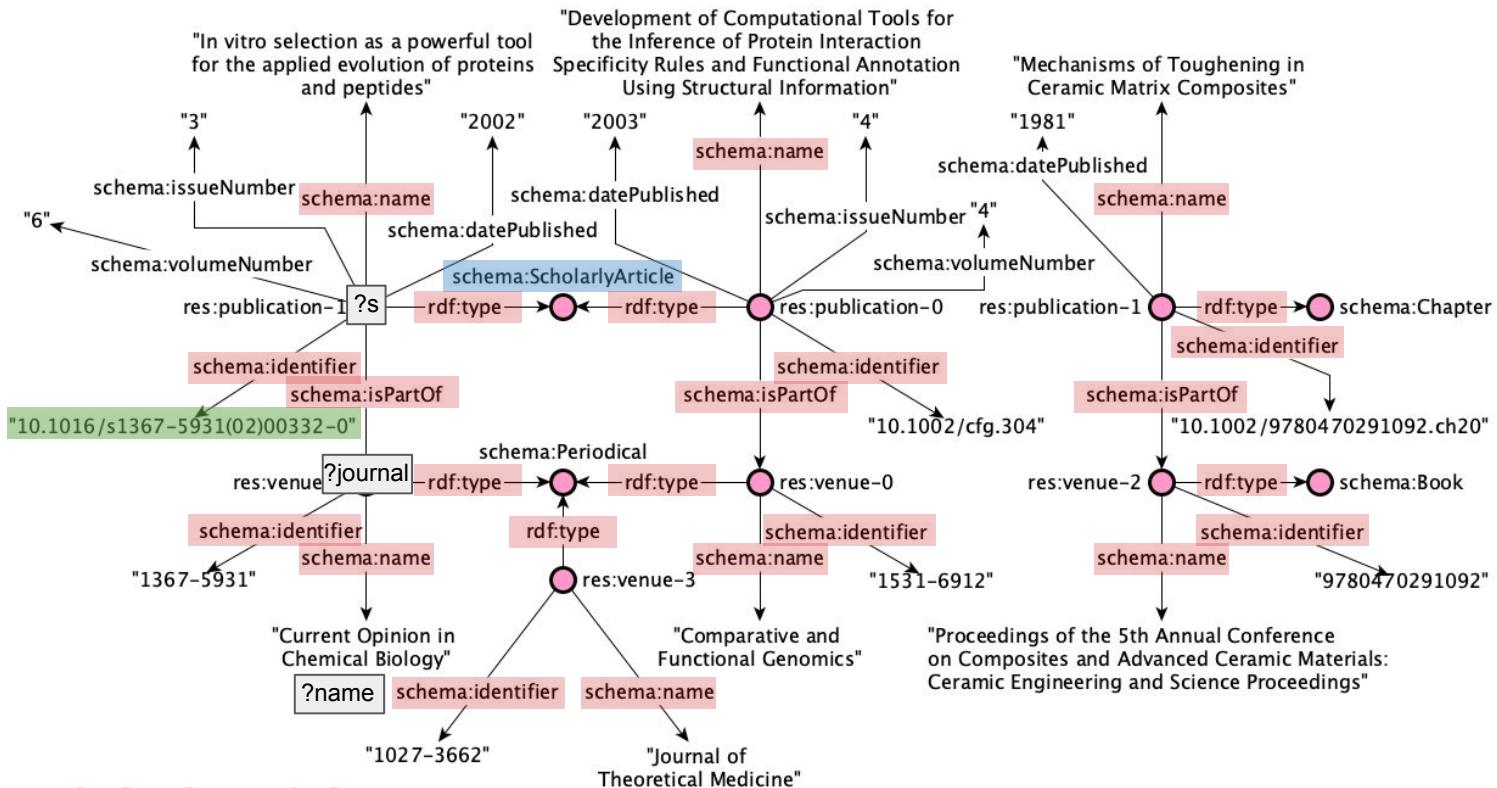 "Development of Computational Tools for
the Inference of Protein Interaction
Specificity Rules and Functional Annotation
Using Structural Information"
"In vitro selection as a powerful tool
for the applied evolution of proteins
and peptides"
"Mechanisms of Toughening in
Ceramic Matrix Composites"
"3"
"2002"
"2003"
"4"
"1981"
schema:name
schema:datePublished
schema:issueNumber
schema:name
schema:datePublished
schema:name
"6"
schema:datePublished
schema:issueNumber
"4"
schema:volumeNumber
schema:volumeNumber
schema:ScholarlyArticle
res:publication-1
?s
rdf:type
rdf:type
res:publication-0
res:publication-1
rdf:type
schema:Chapter
schema:identifier
schema:identifier
schema:identifier
schema:isPartOf
schema:isPartOf
schema:isPartOf
"10.1016/s1367-5931(02)00332-0"
"10.1002/cfg.304"
"10.1002/9780470291092.ch20"
schema:Periodical
res:venue
?journal
rdf:type
rdf:type
res:venue-0
res:venue-2
rdf:type
schema:Book
schema:identifier
rdf:type
schema:identifier
schema:identifier
schema:name
schema:name
schema:name
"1367-5931"
res:venue-3
"1531-6912"
"9780470291092"
"Current Opinion in
Chemical Biology"
"Comparative and
Functional Genomics"
"Proceedings of the 5th Annual Conference
on Composites and Advanced Ceramic Materials:
Ceramic Engineering and Science Proceedings"
?name
schema:identifier
schema:name
"1027-3662"
"Journal of
Theoretical Medicine"